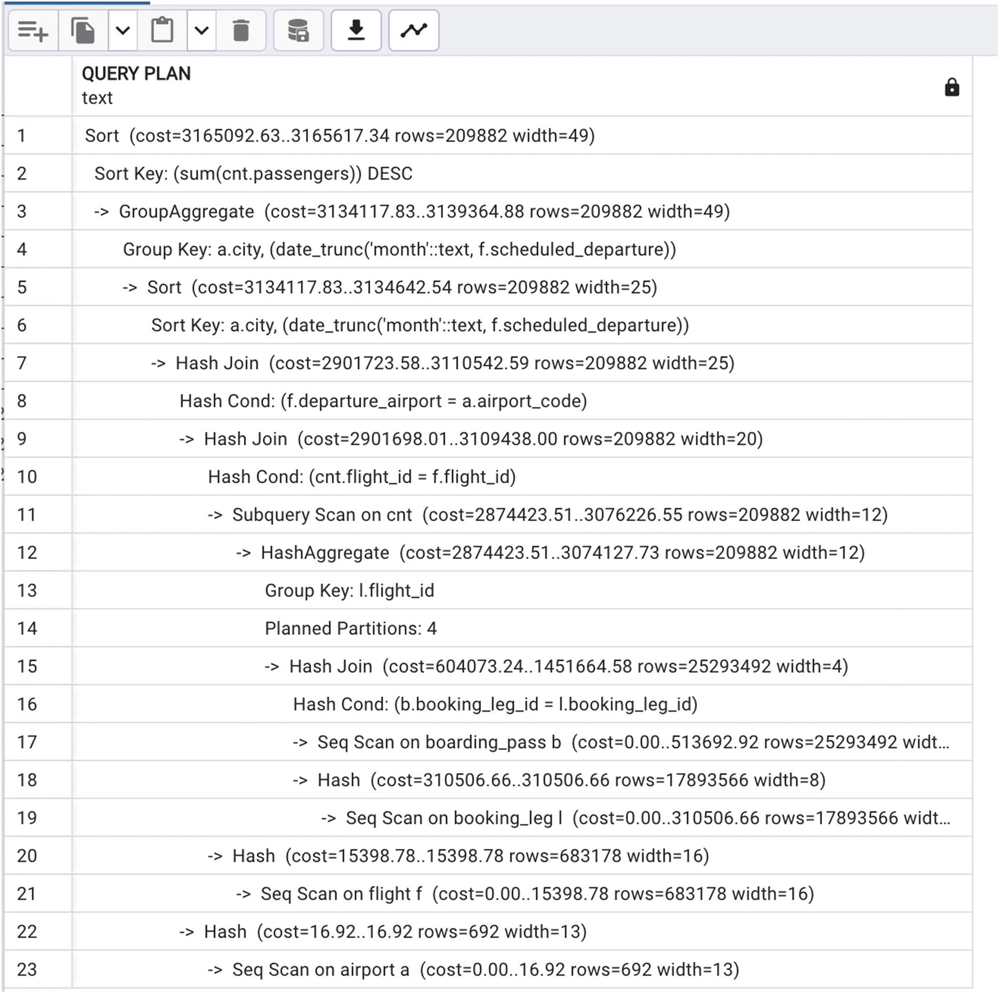 QUERY PLAN
text
1 Sort (cost=3165092.63..3165617.34 rows=209882 width=49)
2 Sort Key: (sum(cnt.passengers)) DESC
3 -> GroupAggregate (cost=3134117.83..3139364.88 rows=209882 width=49)
4 Group Key: a.city, (date_trunc('month'::text, f.scheduled_departure))
5 -> Sort (cost=3134117.83..3134642.54 rows=209882 width=25)
6 Sort Key: a.city, (date_trunc('month'::text, f.scheduled_departure))
7 -> Hash Join (cost=2901723.58..3110542.59 rows=209882 width=25)
8 Hash Cond: (f.departure_airport = a.airport_code)
9 -> Hash Join (cost=2901698.01..3109438.00 rows=209882 width=20)
10 Hash Cond: (cnt.flight_id = f.flight_id)
11 -> Subquery Scan on cnt (cost=2874423.51..3076226.55 rows=209882 width=12)
12 -> HashAggregate (cost=2874423.51..3074127.73 rows=209882 width=12)
13 Group Key: l.flight_id
14 Planned Partitions: 4
15 -> Hash Join (cost=604073.24..1451664.58 rows=25293492 width=4)
16 Hash Cond: (b.booking_leg_id = l.booking_leg_id)
17 -> Seq Scan on boarding_pass b (cost=0.00..513692.92 rows=25293492 widt...
18 -> Hash (cost=310506.66..310506.66 rows=17893566 width=8)
19 -> Seq Scan on booking_leg l (cost=0.00..310506.66 rows=17893566 widt...
20 -> Hash (cost=15398.78..15398.78 rows=683178 width=16)
21 -> Seq Scan on flight f (cost=0.00..15398.78 rows=683178 width=16)
22 -> Hash (cost=16.92..16.92 rows=692 width=13)
23 -> Seq Scan on airport a (cost=0.00..16.92 rows=692 width=13)